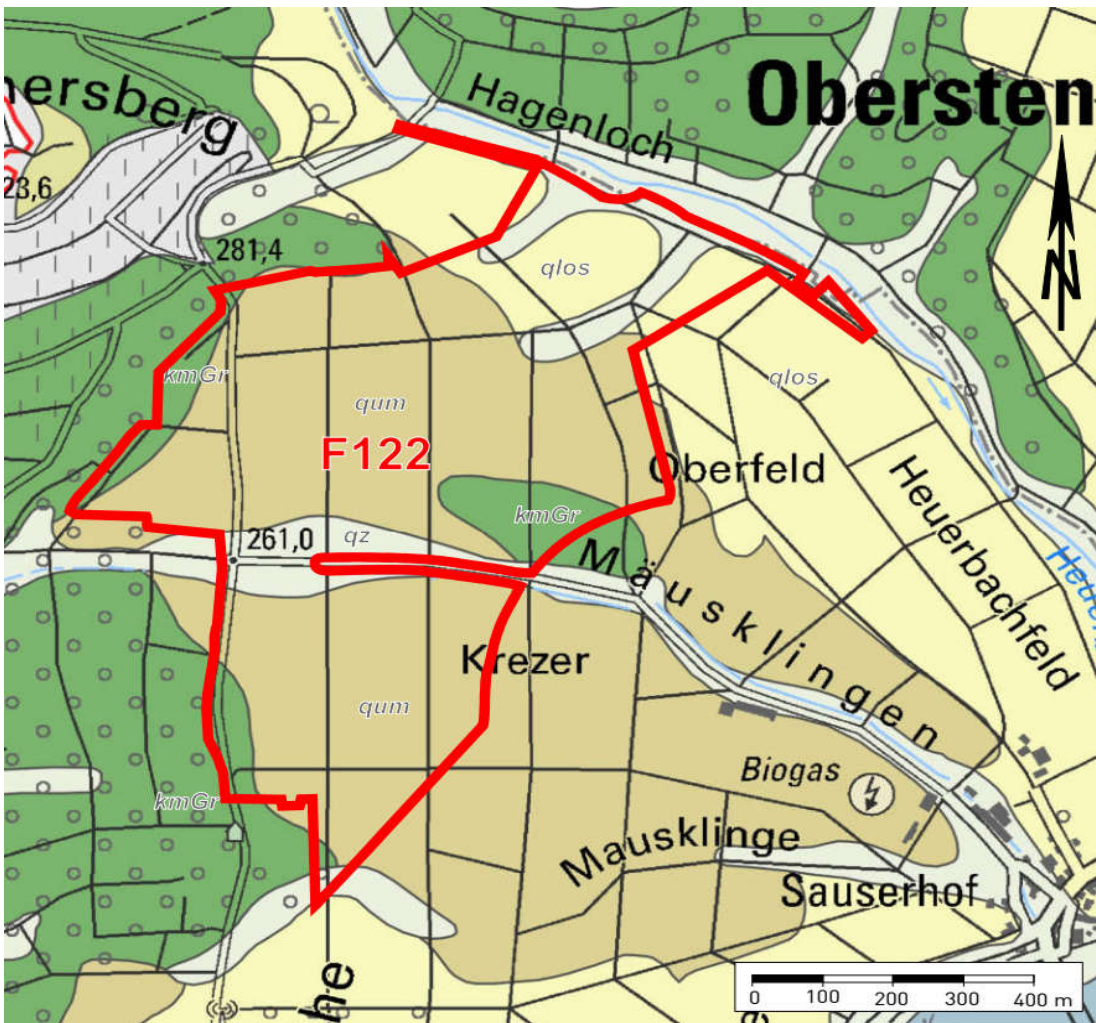 nersberg
Hagenloch
Obersten
23,6
281,4
N
qlos
kmGr
qum
qlos
F122
Oberfeld
Heuerbachfeld
kmGr
261,0
qz
Mäusklingen
Krezer
qum
Biogas
kmGr
Mausklinge
Sauserhof
he
0 100 200 300 400 m